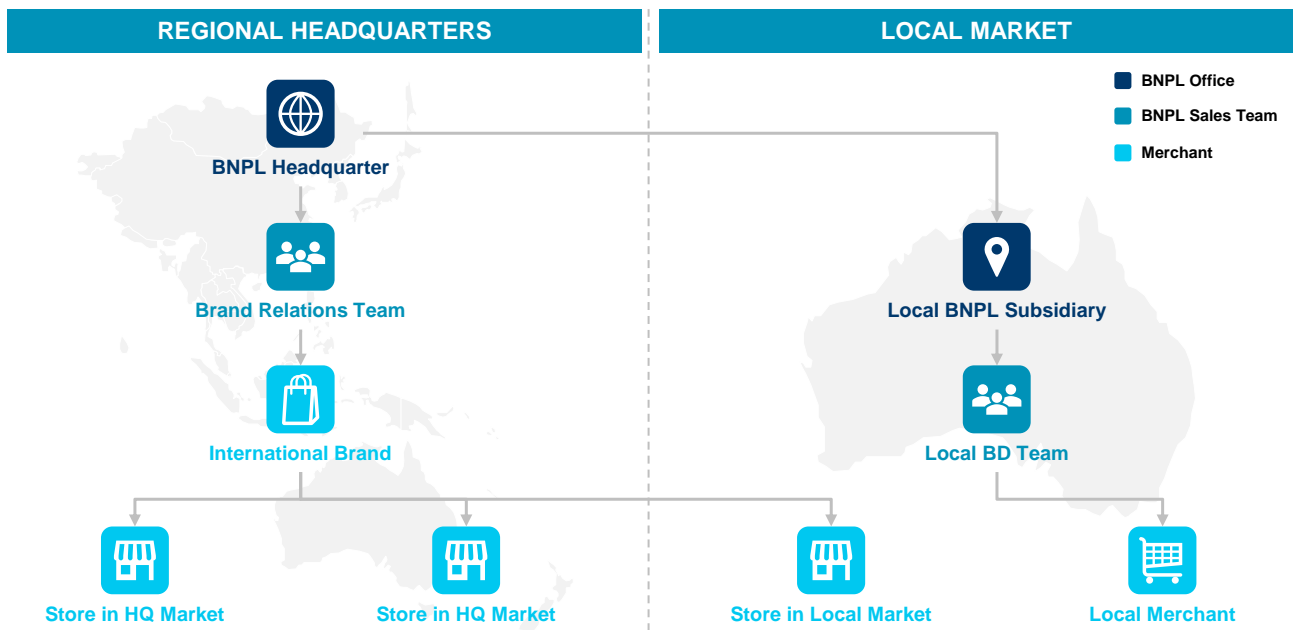 REGIONAL HEADQUARTERS
LOCAL MARKET
BNPL Office
BNPL Sales Team
Merchant
BNPL Headquarter
Brand Relations Team
Local BNPL Subsidiary
International Brand
Local BD Team
Store in HQ Market
Store in HQ Market
Store in Local Market
Local Merchant